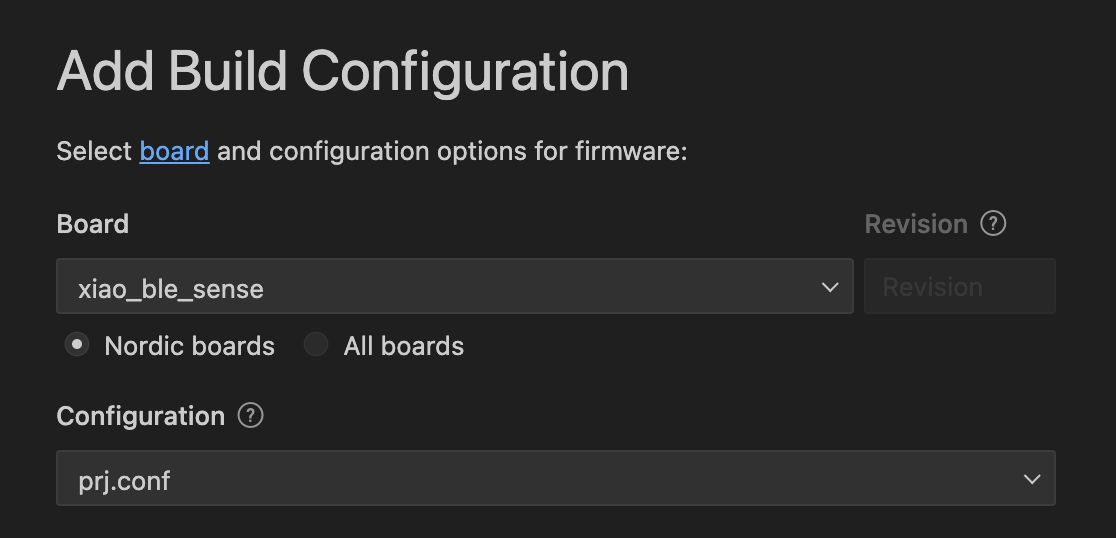 Add Build Configuration
Select board and configuration options for firmware:
Board
Revision ?
xiao_ble_sense
Revision
Nordic boards
All boards
Configuration ?
prj.conf